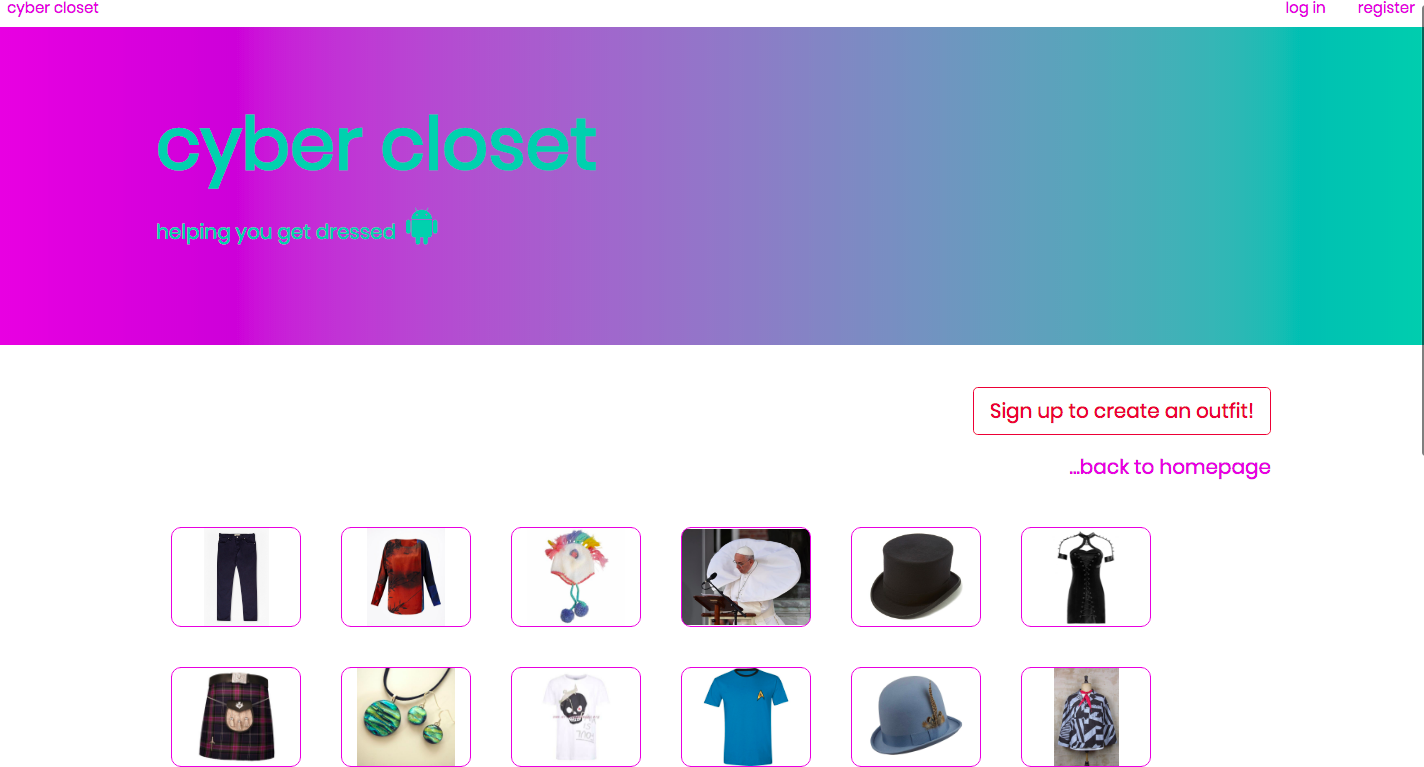 cyber closet
log in
register
cyber closet
helping you get dressed
Sign up to create an outfit!
...back to homepage